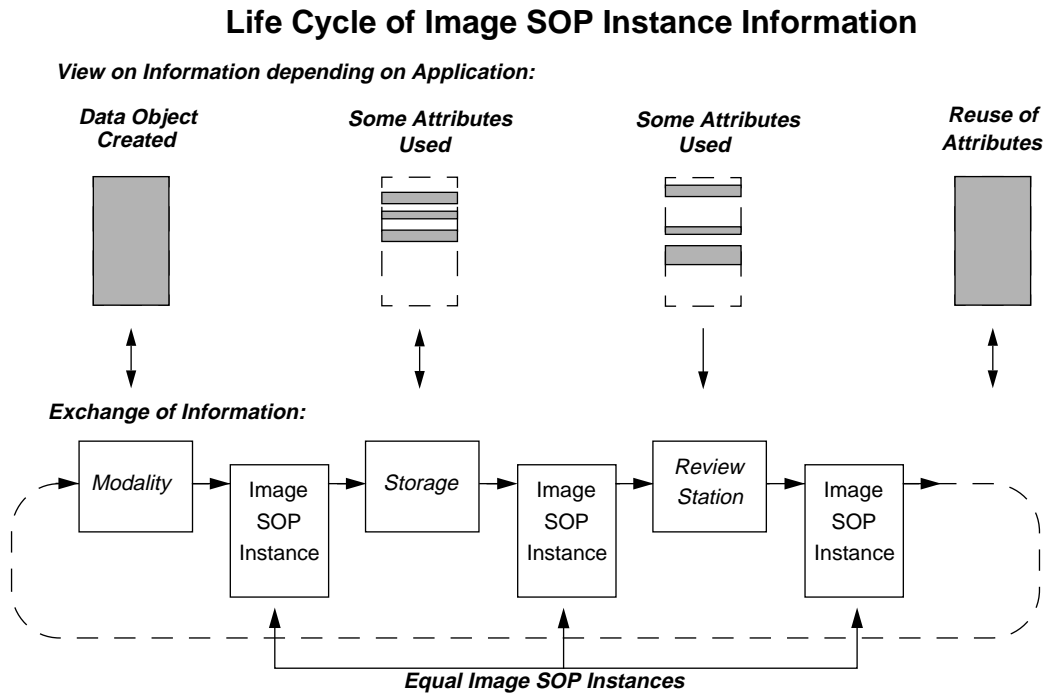 Life Cycle of Image SOP Instance Information
View on Information depending on Application:
Data Object
Created
Some Attributes
Used
Some Attributes
Used
Reuse of
Attributes
Exchange of Information:
Modality
Image
SOP
Instance
Storage
Image
SOP
Instance
Review
Station
Image
SOP
Instance
Equal Image SOP Instances